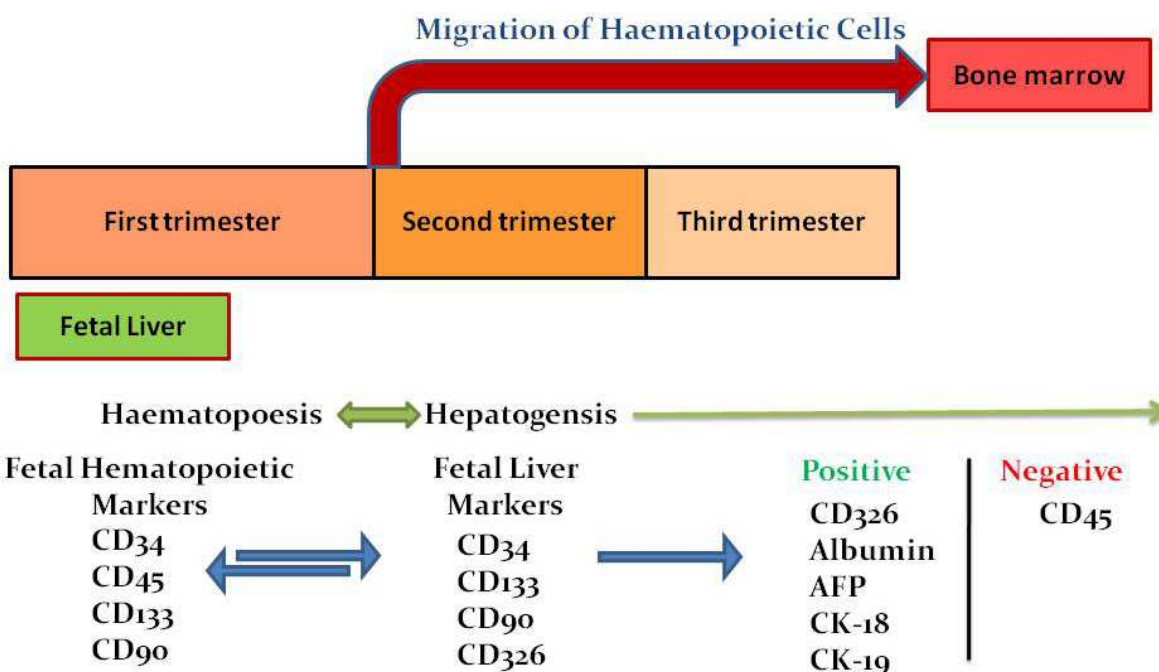 Migration of Haematopoietic Cells
Bone marrow
First trimester
Second trimester
Third trimester
Fetal Liver
Haematopoesis
Hepatogensis
Fetal Hematopoietic
Markers
CD34
CD45
CD133
CD90
Fetal Liver
Markers
CD34
CD133
CD90
CD326
Positive
CD326
Albumin
AFP
CK-18
CK-19
Negative
CD45